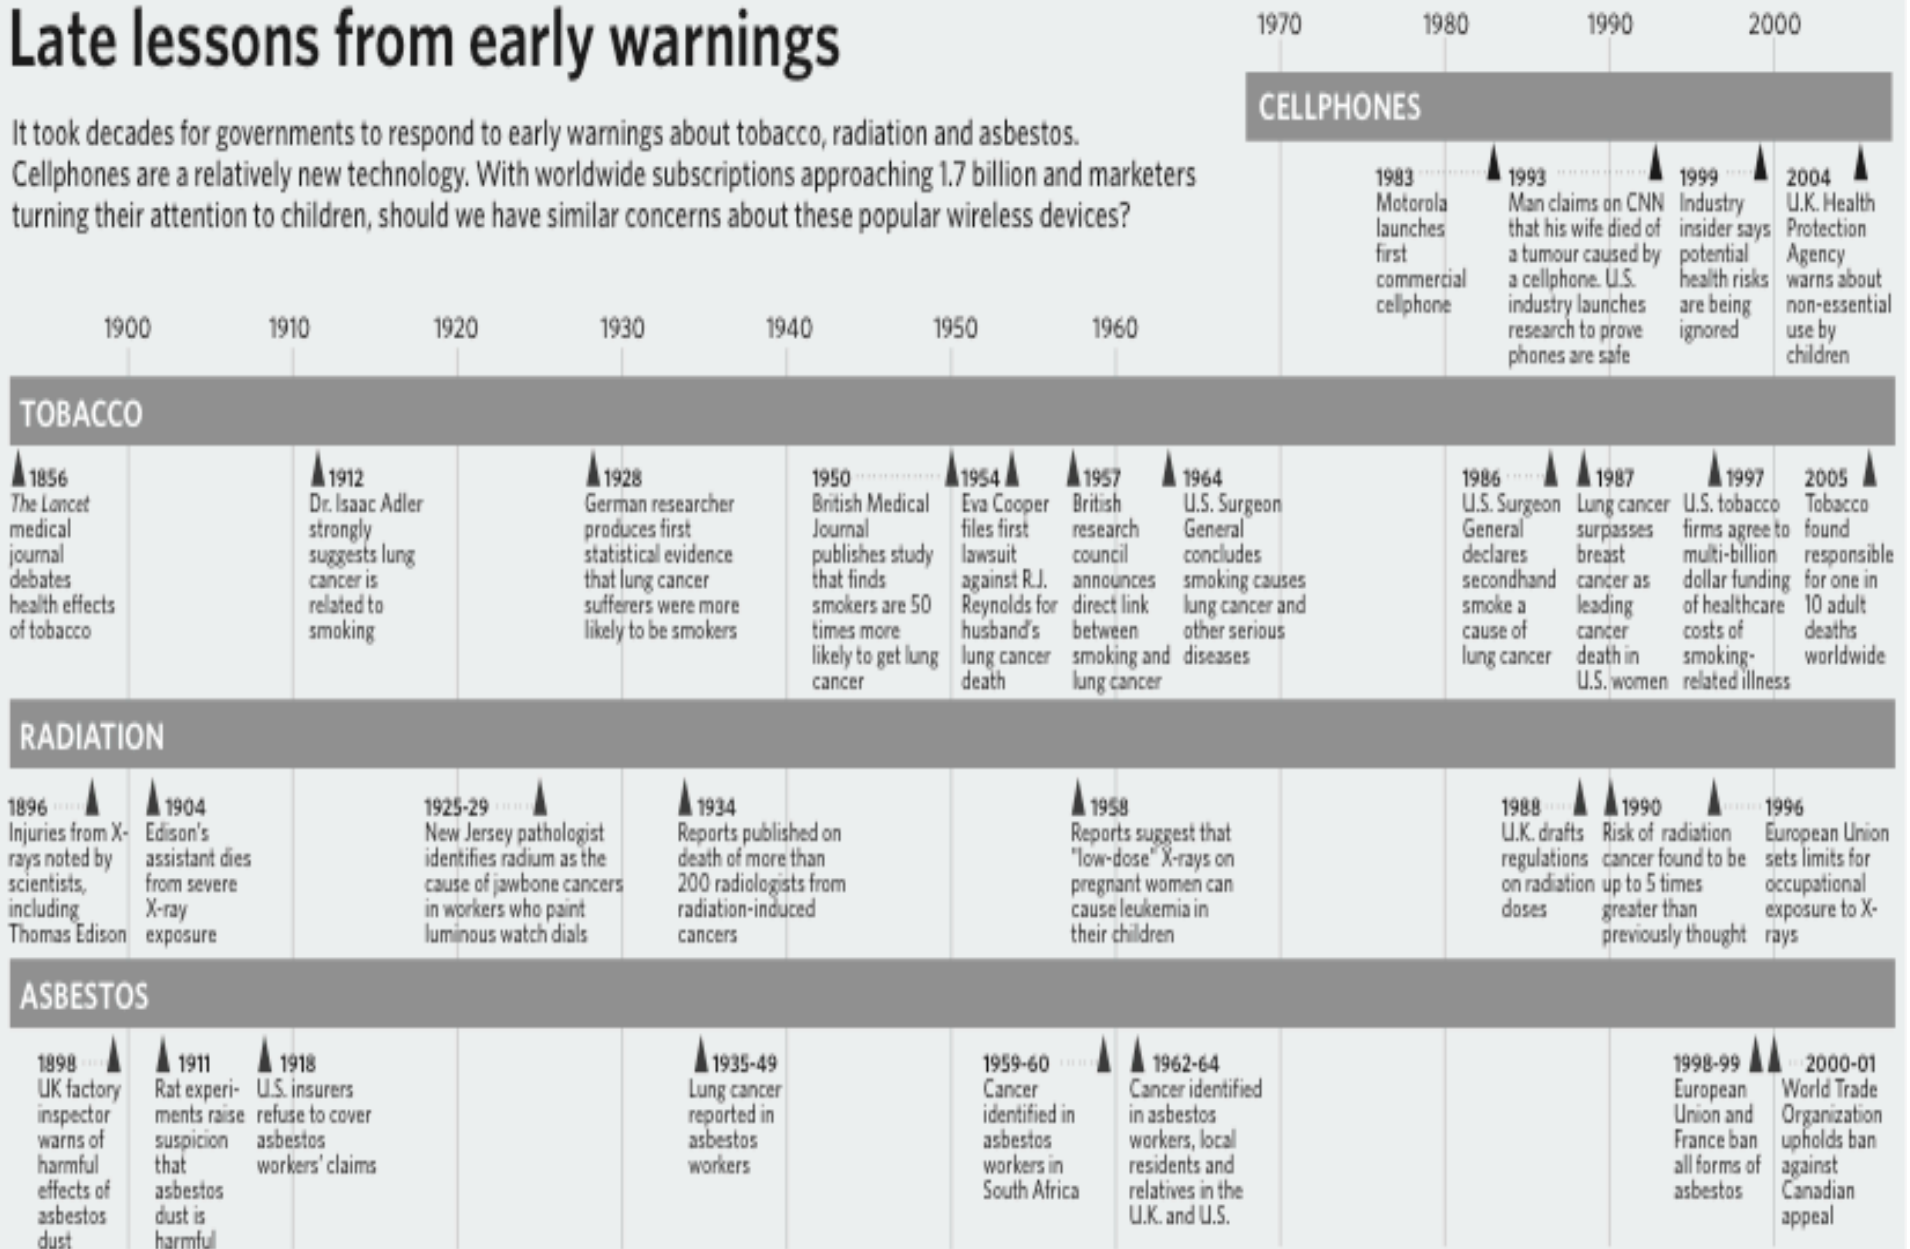 Late lessons from early warnings
It took decades for governments to respond to early warnings about tobacco, radiation and asbestos.
Cellphones are a relatively new technology. With worldwide subscriptions approaching 1.7 billion and marketers
turning their attention to children, should we have similar concerns about these popular wireless devices?
1970 1980 1990 2000
CELLPHONES
1983
Motorola
launches
first
commercial
cellphone
1993
Man claims on CNN
that his wife died of
a tumour caused by
a cellphone. U.S.
industry launches
research to prove
phones are safe
1999
Industry
insider says
potential
health risks
are being
ignored
2004
U.K. Health
Protection
Agency
warns about
non-essential
use by
children
1900 1910 1920 1930 1940 1950 1960
TOBACCO
1856
The Lancet
medical
journal
debates
health effects
of tobacco
1912
Dr. Isaac Adler
strongly
suggests lung
cancer is
related to
smoking
1928
German researcher
produces first
statistical evidence
that lung cancer
sufferers were more
likely to be smokers
1950
British Medical
Journal
publishes study
that finds
smokers are 50
times more
likely to get lung
cancer
1954
Eva Cooper
files first
lawsuit
against R.J.
Reynolds for
husband's
lung cancer
death
1957
British
research
council
announces
direct link
between
smoking and
lung cancer
1964
U.S. Surgeon
General
concludes
smoking causes
lung cancer and
other serious
diseases
1986
U.S. Surgeon
General
declares
secondhand
smoke a
cause of
lung cancer
1987
Lung cancer
surpasses
breast
cancer as
leading
cancer
death in
U.S. women
1997
U.S. tobacco
firms agree to
multi-billion
dollar funding
of healthcare
costs of
smoking-
related illness
2005
Tobacco
found
responsible
for one in
10 adult
deaths
worldwide
RADIATION
1896
Injuries from X-
rays noted by
scientists,
including
Thomas Edison
1904
Edison's
assistant dies
from severe
X-ray
exposure
1925-29
New Jersey pathologist
identifies radium as the
cause of jawbone cancers
in workers who paint
luminous watch dials
1934
Reports published on
death of more than
200 radiologists from
radiation-induced
cancers
1958
Reports suggest that
"low-dose" X-rays on
pregnant women can
cause leukemia in
their children
1988
U.K. drafts
regulations
on radiation
doses
1990
Risk of radiation
cancer found to be
up to 5 times
greater than
previously thought
1996
European Union
sets limits for
occupational
exposure to X-
rays
ASBESTOS
1898
UK factory
inspector
warns of
harmful
effects of
asbestos
dust
1911
Rat experi-
ments raise
suspicion
that
asbestos
dust is
harmful
1918
U.S. insurers
refuse to cover
asbestos
workers' claims
1935-49
Lung cancer
reported in
asbestos
workers
1959-60
Cancer
identified in
asbestos
workers in
South Africa
1962-64
Cancer identified
in asbestos
workers, local
residents and
relatives in the
U.K. and U.S.
1998-99
European
Union and
France ban
all forms of
asbestos
2000-01
World Trade
Organization
upholds ban
against
Canadian
appeal